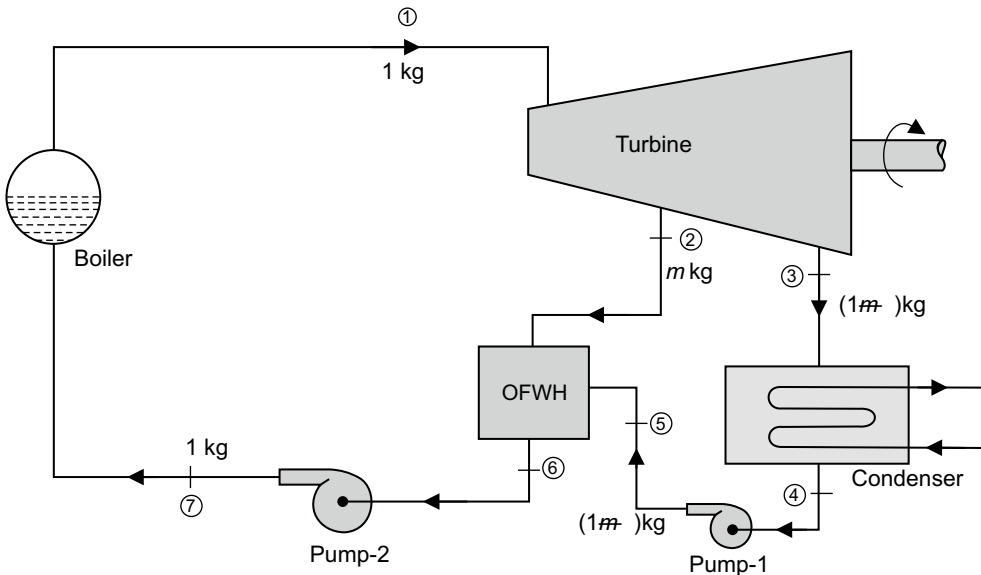 ①
1 kg
Turbine
Boiler
②
m kg
③
(1m- )kg
OFWH
⑤
1 kg
⑥
⑦
④
Condenser
(1m- )kg
Pump-2
Pump-1